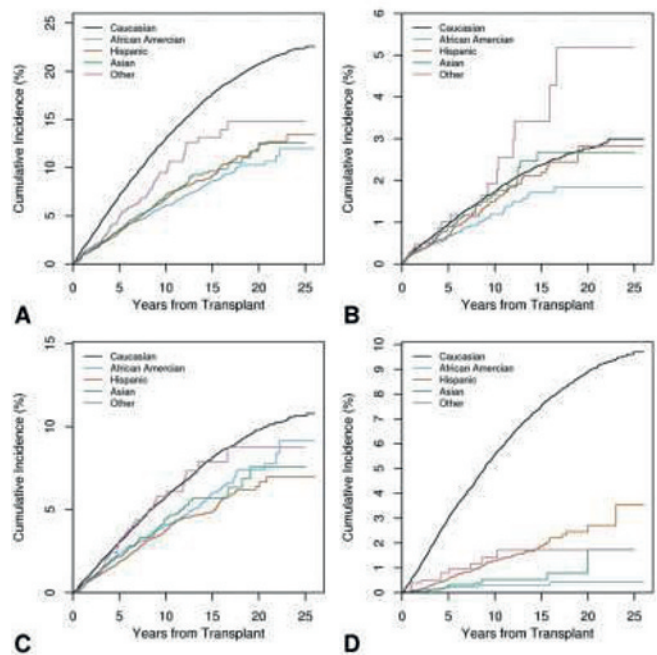 Cumulative Incidence (%)
25
20
15
10
5
0
Caucasian
African Amercian
Hispanic
Asian
Other
0 5 10 15 20 25
Years from Transplant
A
Cumulative Incidence (%)
6
5
4
3
2
1
0
Caucasian
African Amercian
Hispanic
Asian
Other
0 5 10 15 20 25
Years from Transplant
B
Cumulative Incidence (%)
15
10
5
0
Caucasian
African Amercian
Hispanic
Asian
Other
0 5 10 15 20 25
Years from Transplant
C
Cumulative Incidence (%)
10
9
8
7
6
5
4
3
2
1
0
Caucasian
African Amercian
Hispanic
Asian
Other
0 5 10 15 20 25
Years from Transplant
D